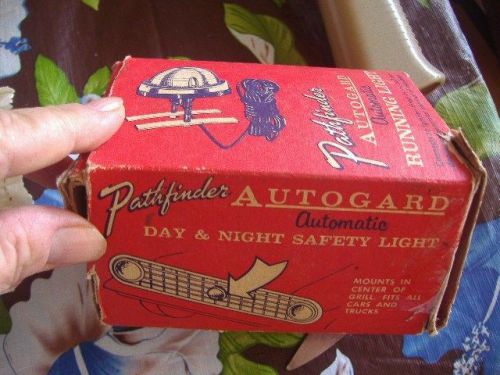 Pathfinder
AUTOGARD
Automatic
RUNNING LIGHT
Pathfinder AUTOGARD
Automatic
DAY & NIGHT SAFETY LIGHT
MOUNTS IN
CENTER OF
GRILL FITS ALL
CARS AND
TRUCKS